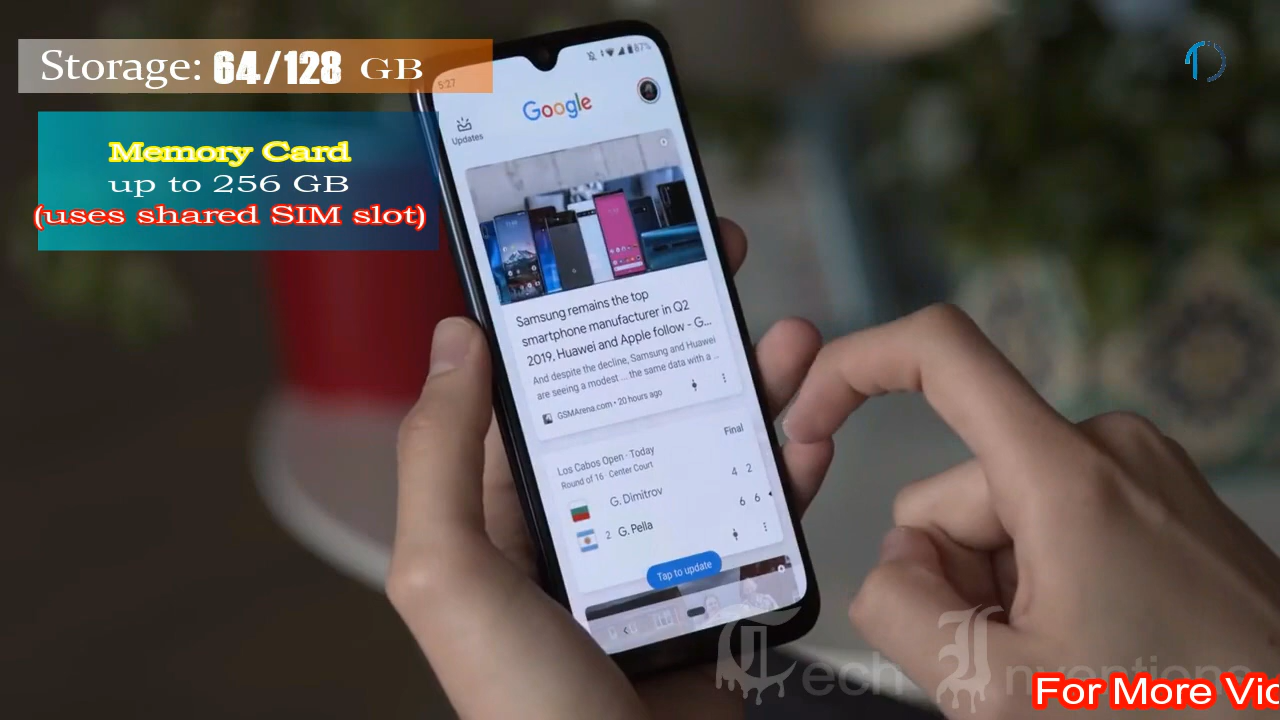 Storage: 64/128 GB
Memory Card
up to 256 GB
(uses shared SIM slot)
5:27
87%
Google
Updates
Samsung remains the top
smartphone manufacturer in Q2
2019, Huawei and Apple follow - G...
And despite the decline, Samsung and Huawei
are seeing a modest ... the same data with a ...
GSMArena.com • 20 hours ago
Los Cabos Open · Today
Final
Round of 16 · Center Court
G. Dimitrov 4 2
2 G. Pella 6 6
Tap to update
Tech Inventions
For More Vid